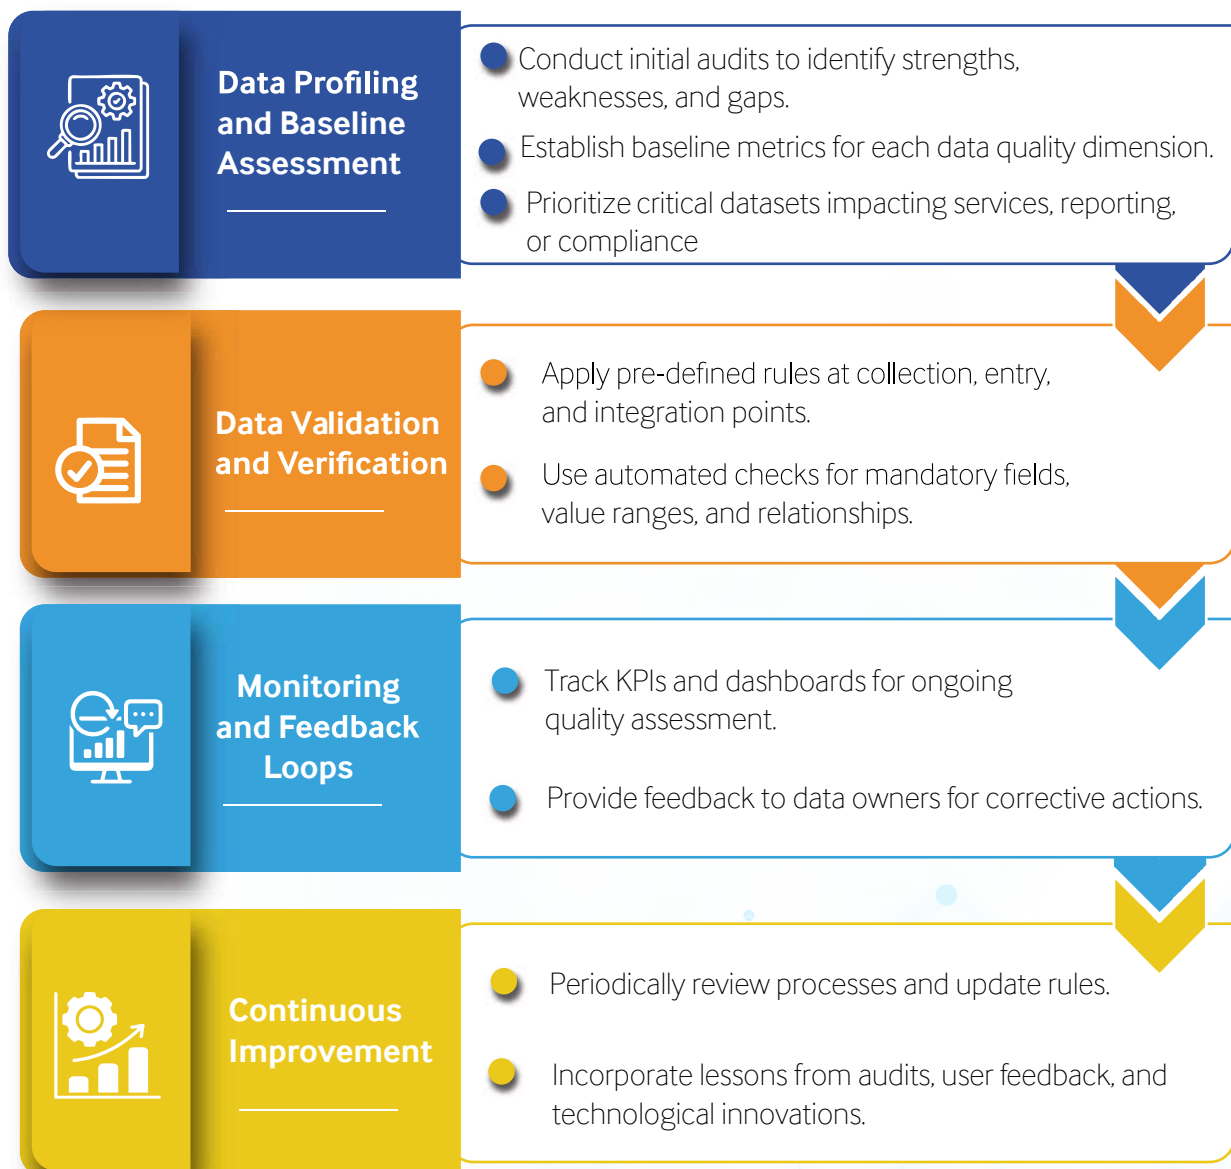 Data Profiling
and Baseline
Assessment
Conduct initial audits to identify strengths,
weaknesses, and gaps.
Establish baseline metrics for each data quality dimension.
Prioritize critical datasets impacting services, reporting,
or compliance
Data Validation
and Verification
Apply pre-defined rules at collection, entry,
and integration points.
Use automated checks for mandatory fields,
value ranges, and relationships.
Monitoring
and Feedback
Loops
Track KPIs and dashboards for ongoing
quality assessment.
Provide feedback to data owners for corrective actions.
Continuous
Improvement
Periodically review processes and update rules.
Incorporate lessons from audits, user feedback, and
technological innovations.